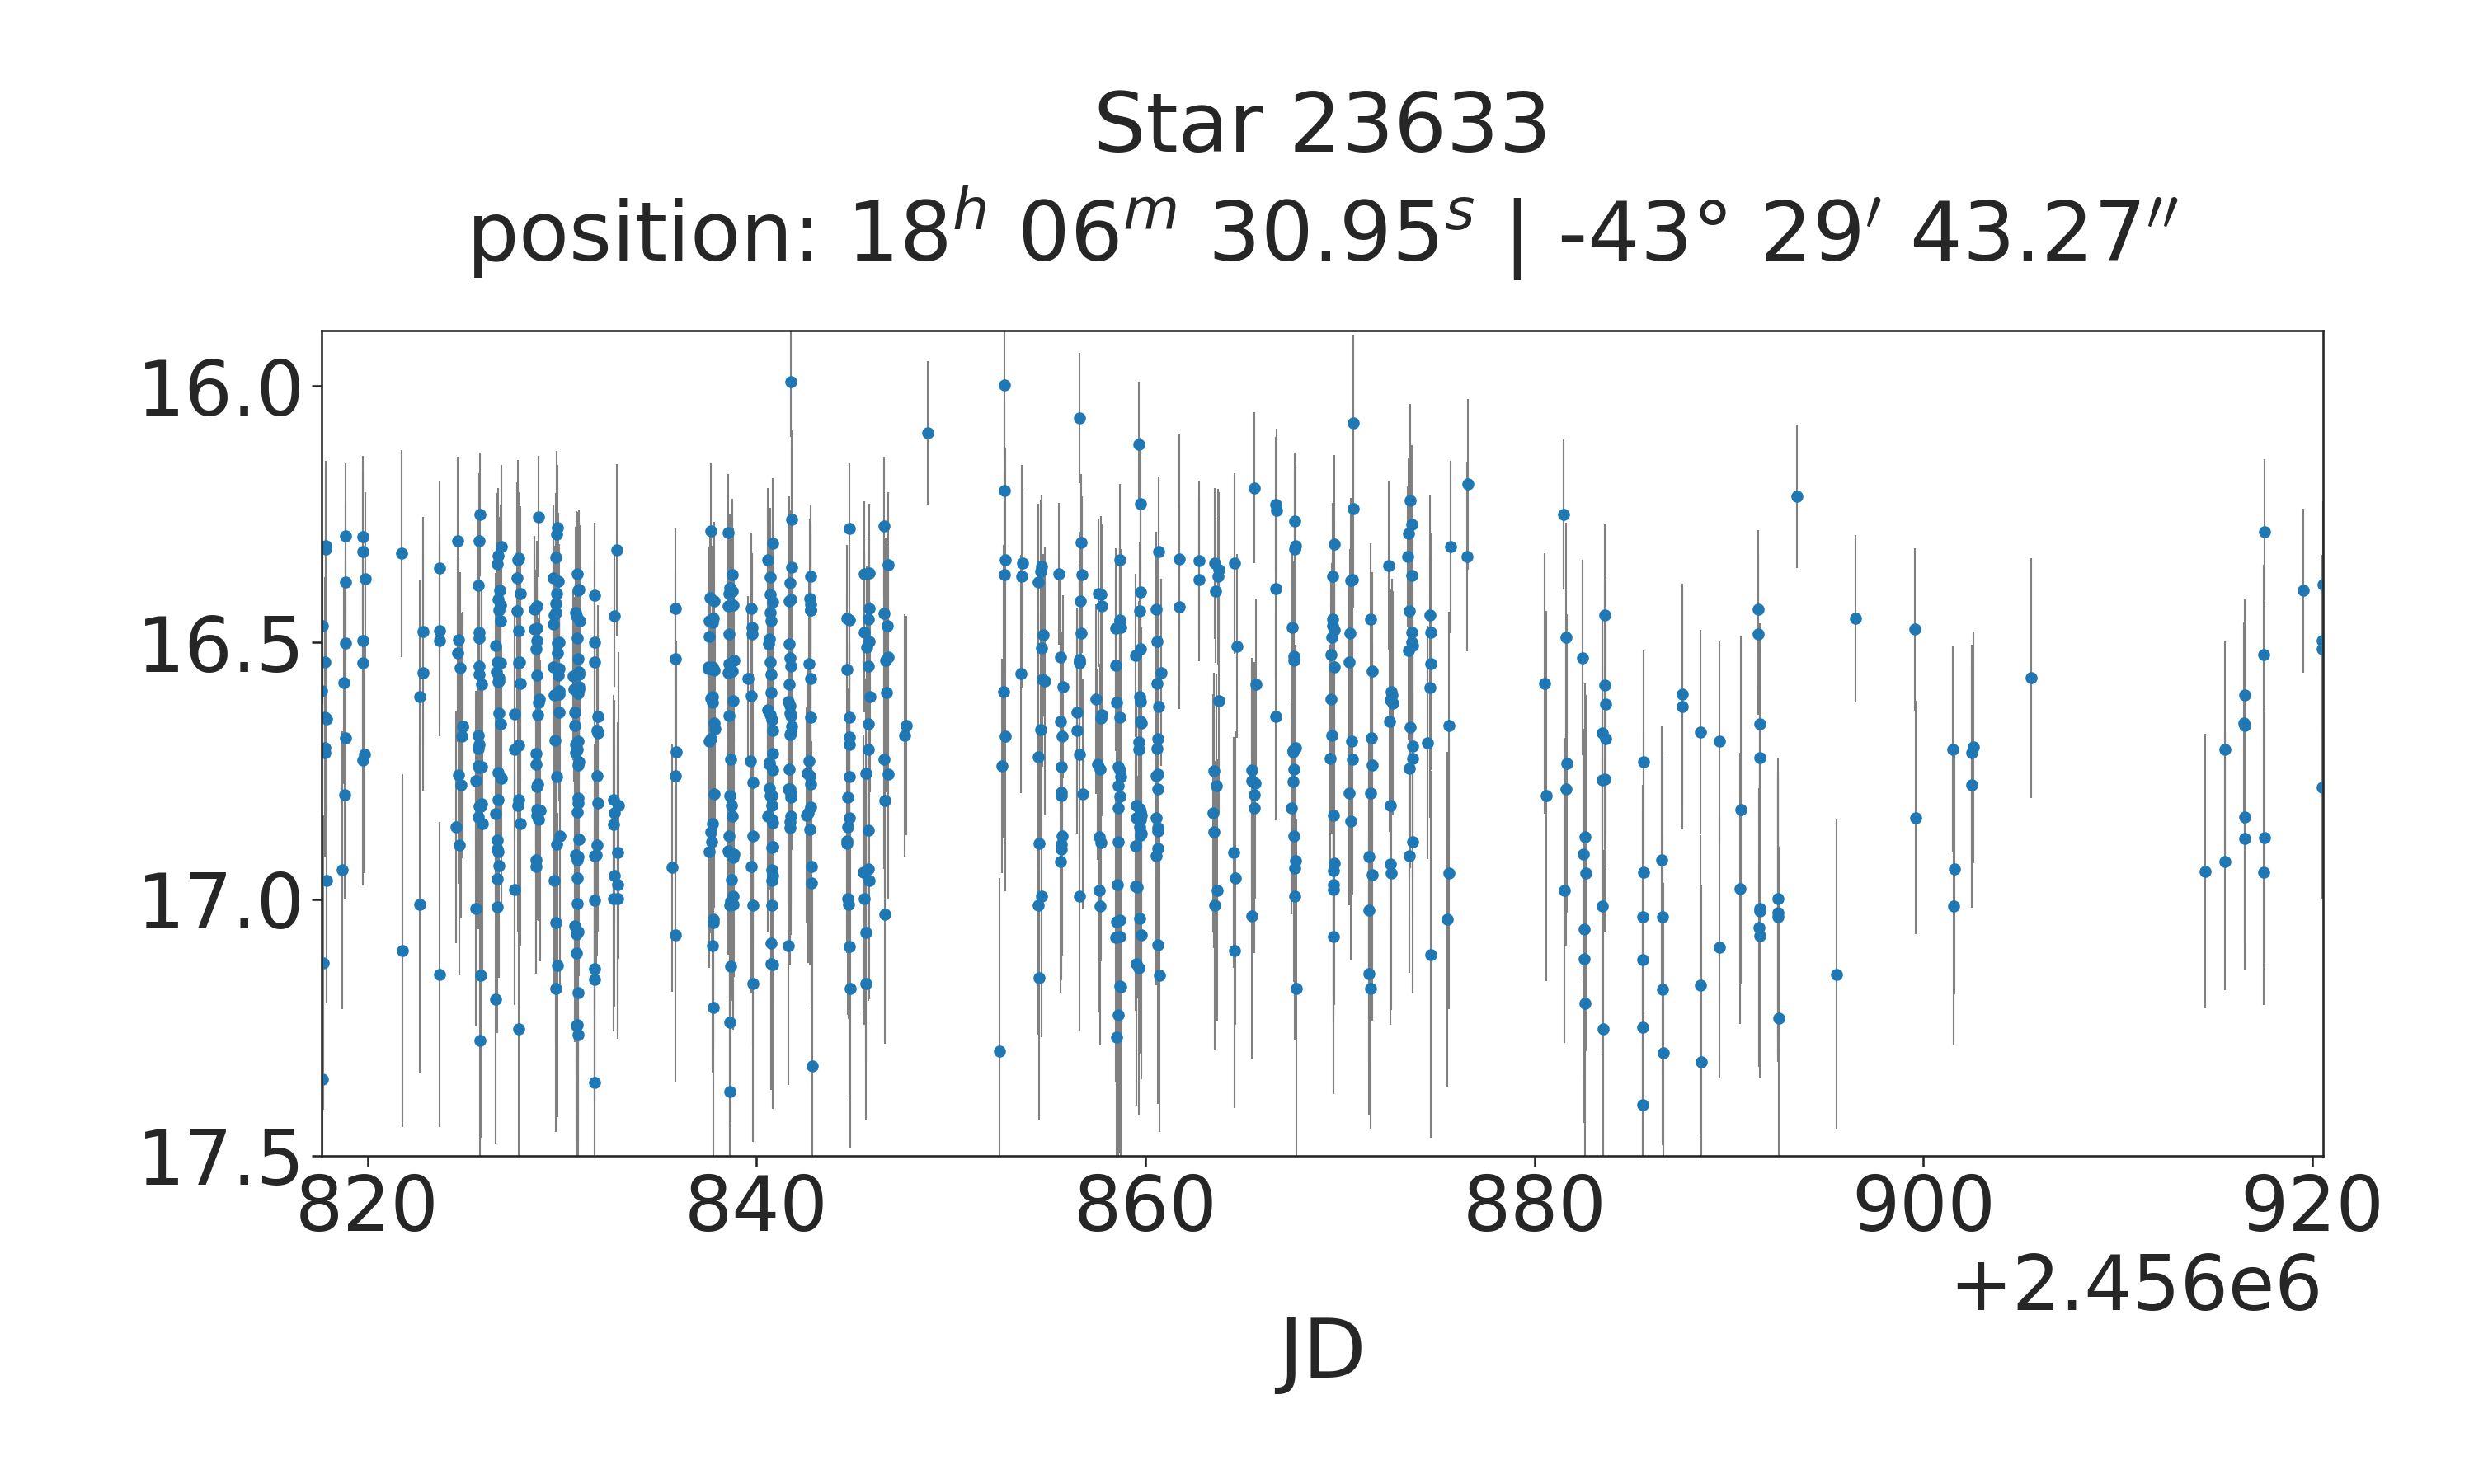 Star 23633
position: 18ʰ 06ᵐ 30.95ˢ | -43° 29′ 43.27″
16.0
16.5
17.0
17.5
820 840 860 880 900 920
+2.456e6
JD